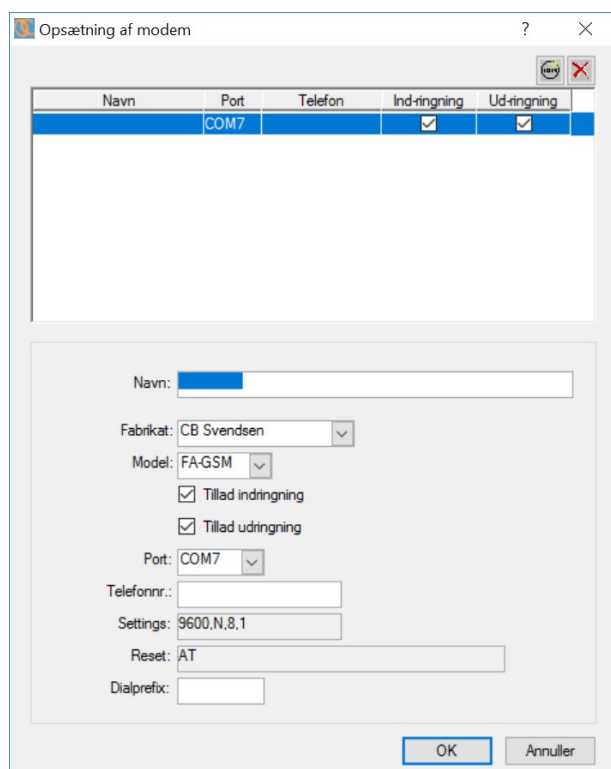 Opsætning af modem
Navn Port Telefon Ind-ringning Ud-ringning
COM7
Navn:
Fabrikat: CB Svendsen
Model: FA-GSM
Tillad indringning
Tillad udringning
Port: COM7
Telefonnr.:
Settings: 9600,N,8,1
Reset: AT
Dialprefix:
OK Annuller